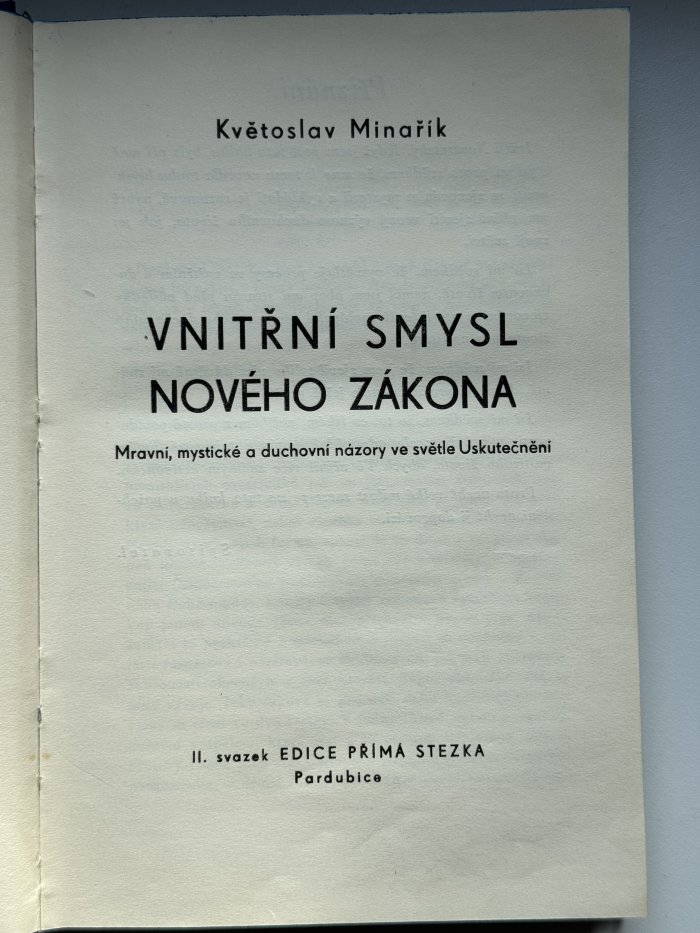 Květoslav Minařík
VNITŘNÍ SMYSL
NOVÉHO ZÁKONA
Mravní, mystické a duchovní názory ve světle Uskutečnění
II. svazek EDICE PŘÍMÁ STEZKA
Pardubice